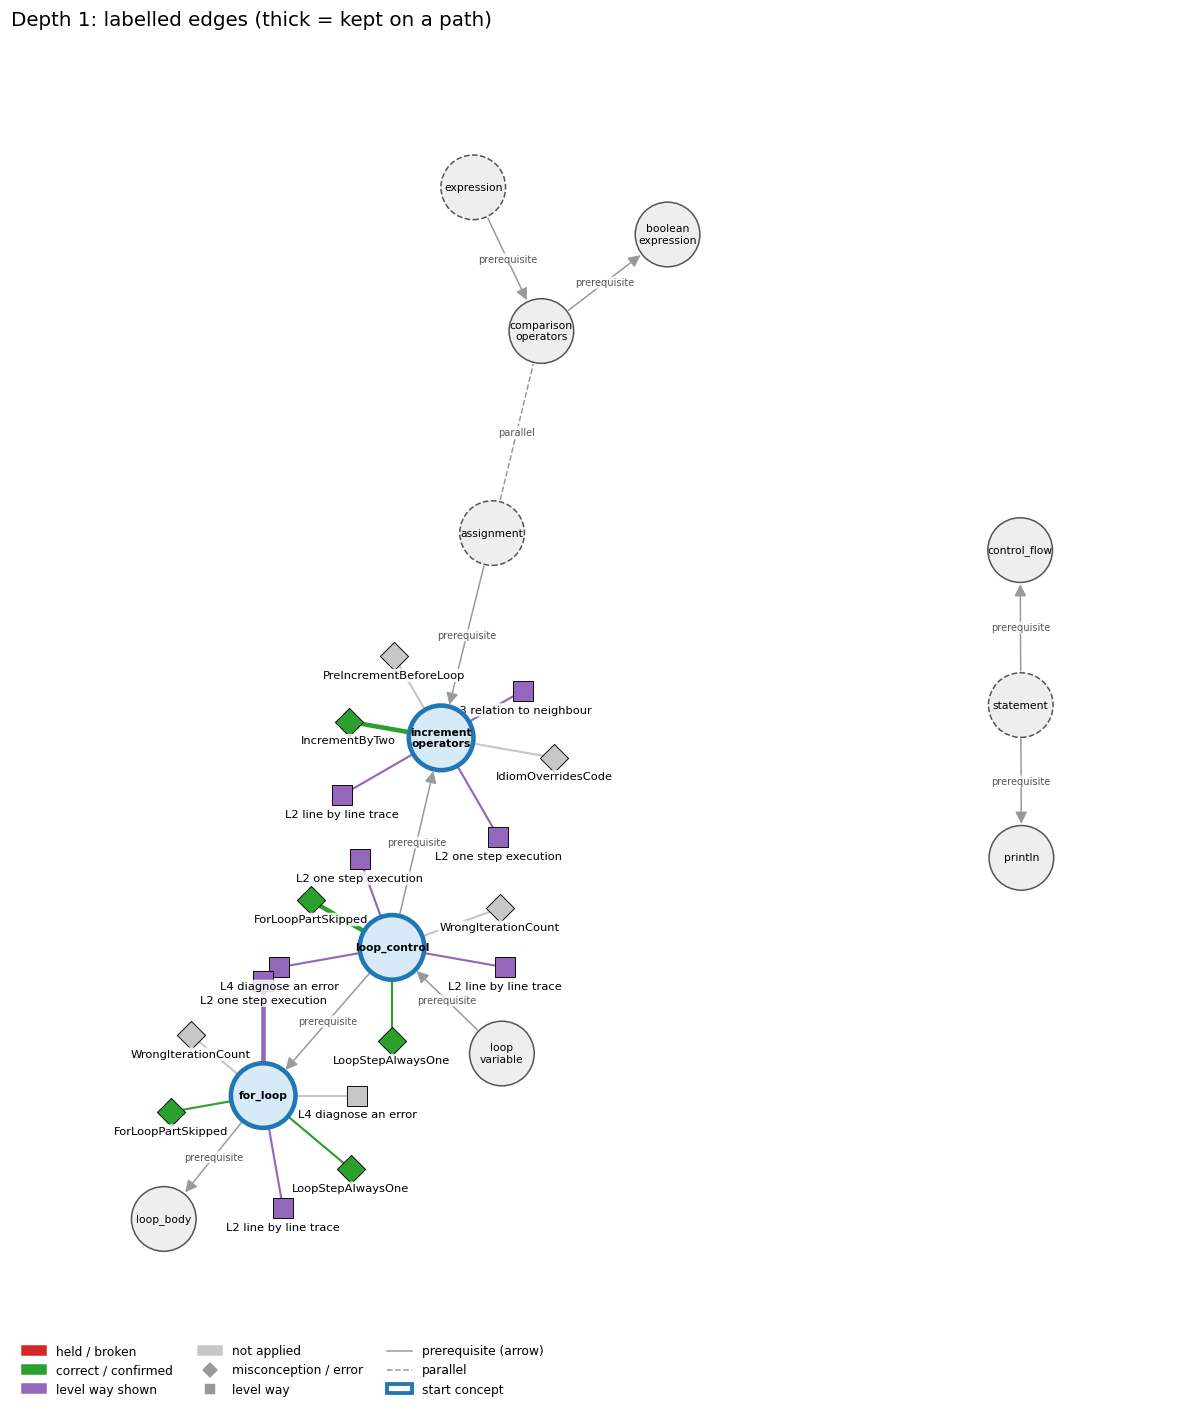 Depth 1: labelled edges (thick = kept on a path)
expression
boolean
expression
prerequisite
prerequisite
comparison
operators
parallel
assignment
control_flow
prerequisite
prerequisite
PreIncrementBeforeLoop
statement
3 relation to neighbour
increment
operators
IncrementByTwo
IdiomOverridesCode
prerequisite
L2 line by line trace
prerequisite
L2 one step execution
println
L2 one step execution
ForLoopPartSkipped
WrongIterationCount
loop_control
L4 diagnose an error
L2 line by line trace
L2 one step execution
prerequisite
prerequisite
WrongIterationCount
LoopStepAlwaysOne
loop
variable
for_loop
L4 diagnose an error
ForLoopPartSkipped
prerequisite
LoopStepAlwaysOne
loop_body
L2 line by line trace
held / broken
correct / confirmed
level way shown
not applied
misconception / error
level way
prerequisite (arrow)
parallel
start concept